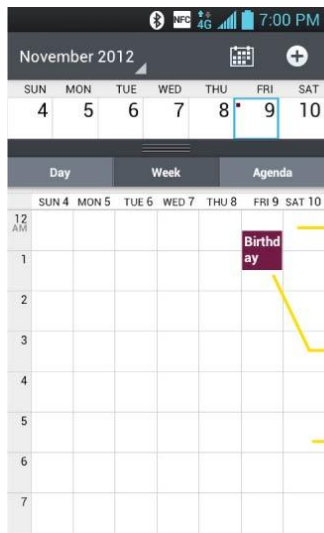 NFC 4G 7:00 PM
November 2012
SUN MON TUE WED THU FRI SAT
4 5 6 7 8 9 10
Day Week Agenda
SUN 4 MON 5 TUE 6 WED 7 THU 8 FRI 9 SAT 10
12
AM
Birthd
ay
1
2
3
4
5
6
7